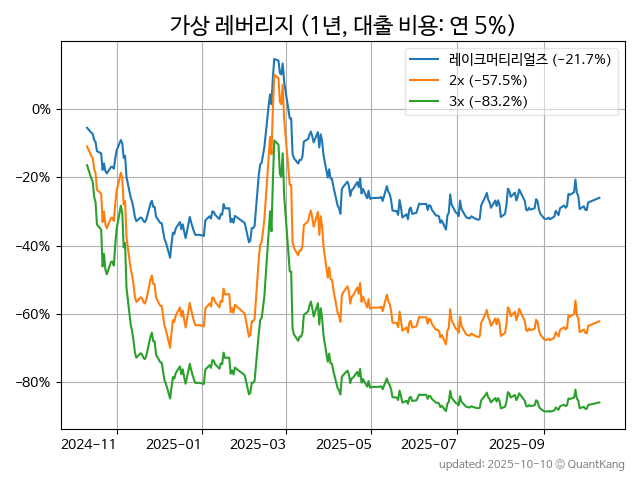 가상 레버리지 (1년, 대출 비용: 연 5%)
레이크머티리얼즈 (−21.7%)
2x (−57.5%)
3x (−83.2%)
0%
−20%
−40%
−60%
−80%
2024-11
2025-01
2025-03
2025-05
2025-07
2025-09
updated: 2025-10-10 © QuantKang